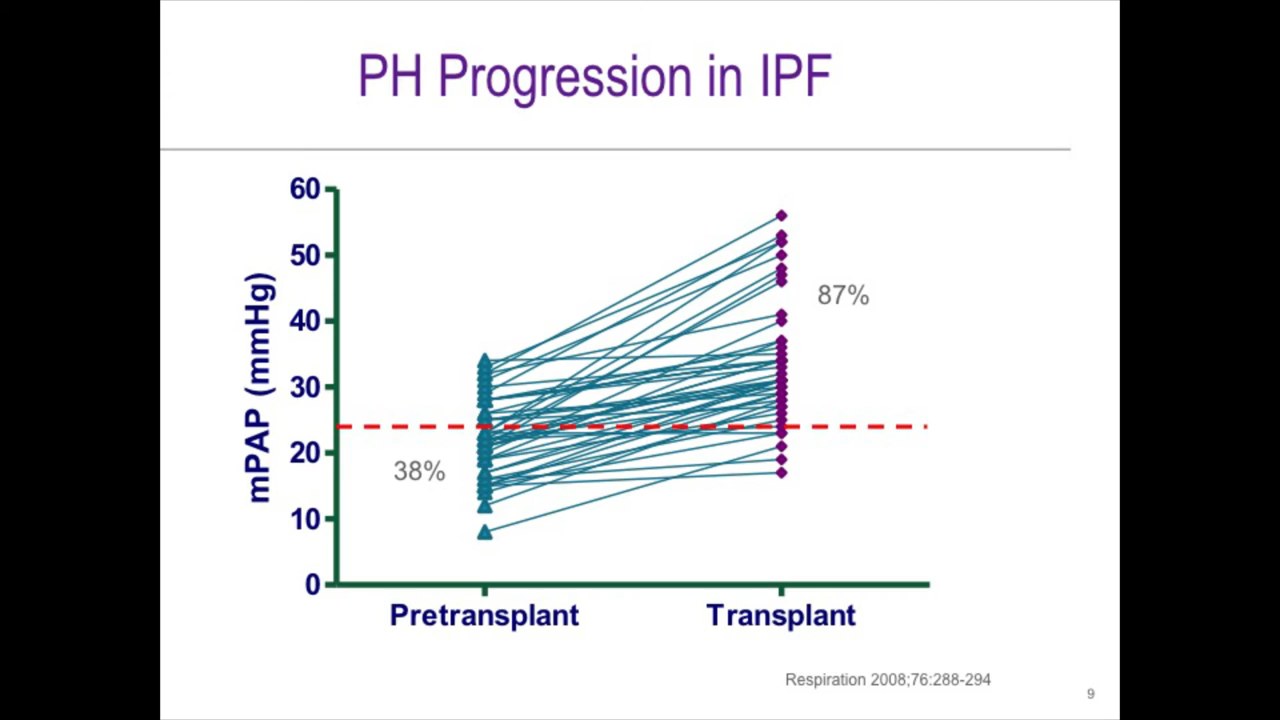 PH Progression in IPF
60
50
40
30
20
10
0
mPAP (mmHg)
87%
38%
Pretransplant
Transplant
Respiration 2008;76:288-294
9